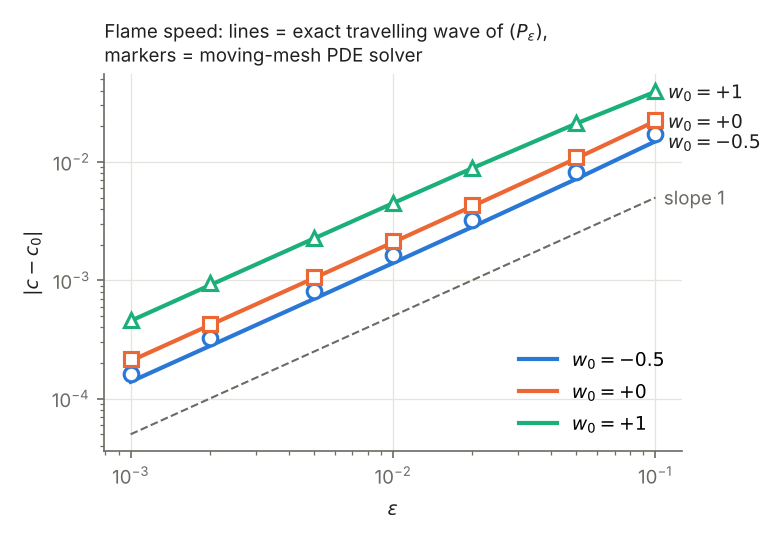 Flame speed: lines = exact travelling wave of (P_ε),
markers = moving-mesh PDE solver
|c − c₀|
10⁻²
10⁻³
10⁻⁴
w₀ = +1
w₀ = +0
w₀ = −0.5
slope 1
w₀ = −0.5
w₀ = +0
w₀ = +1
10⁻³
10⁻²
10⁻¹
ε